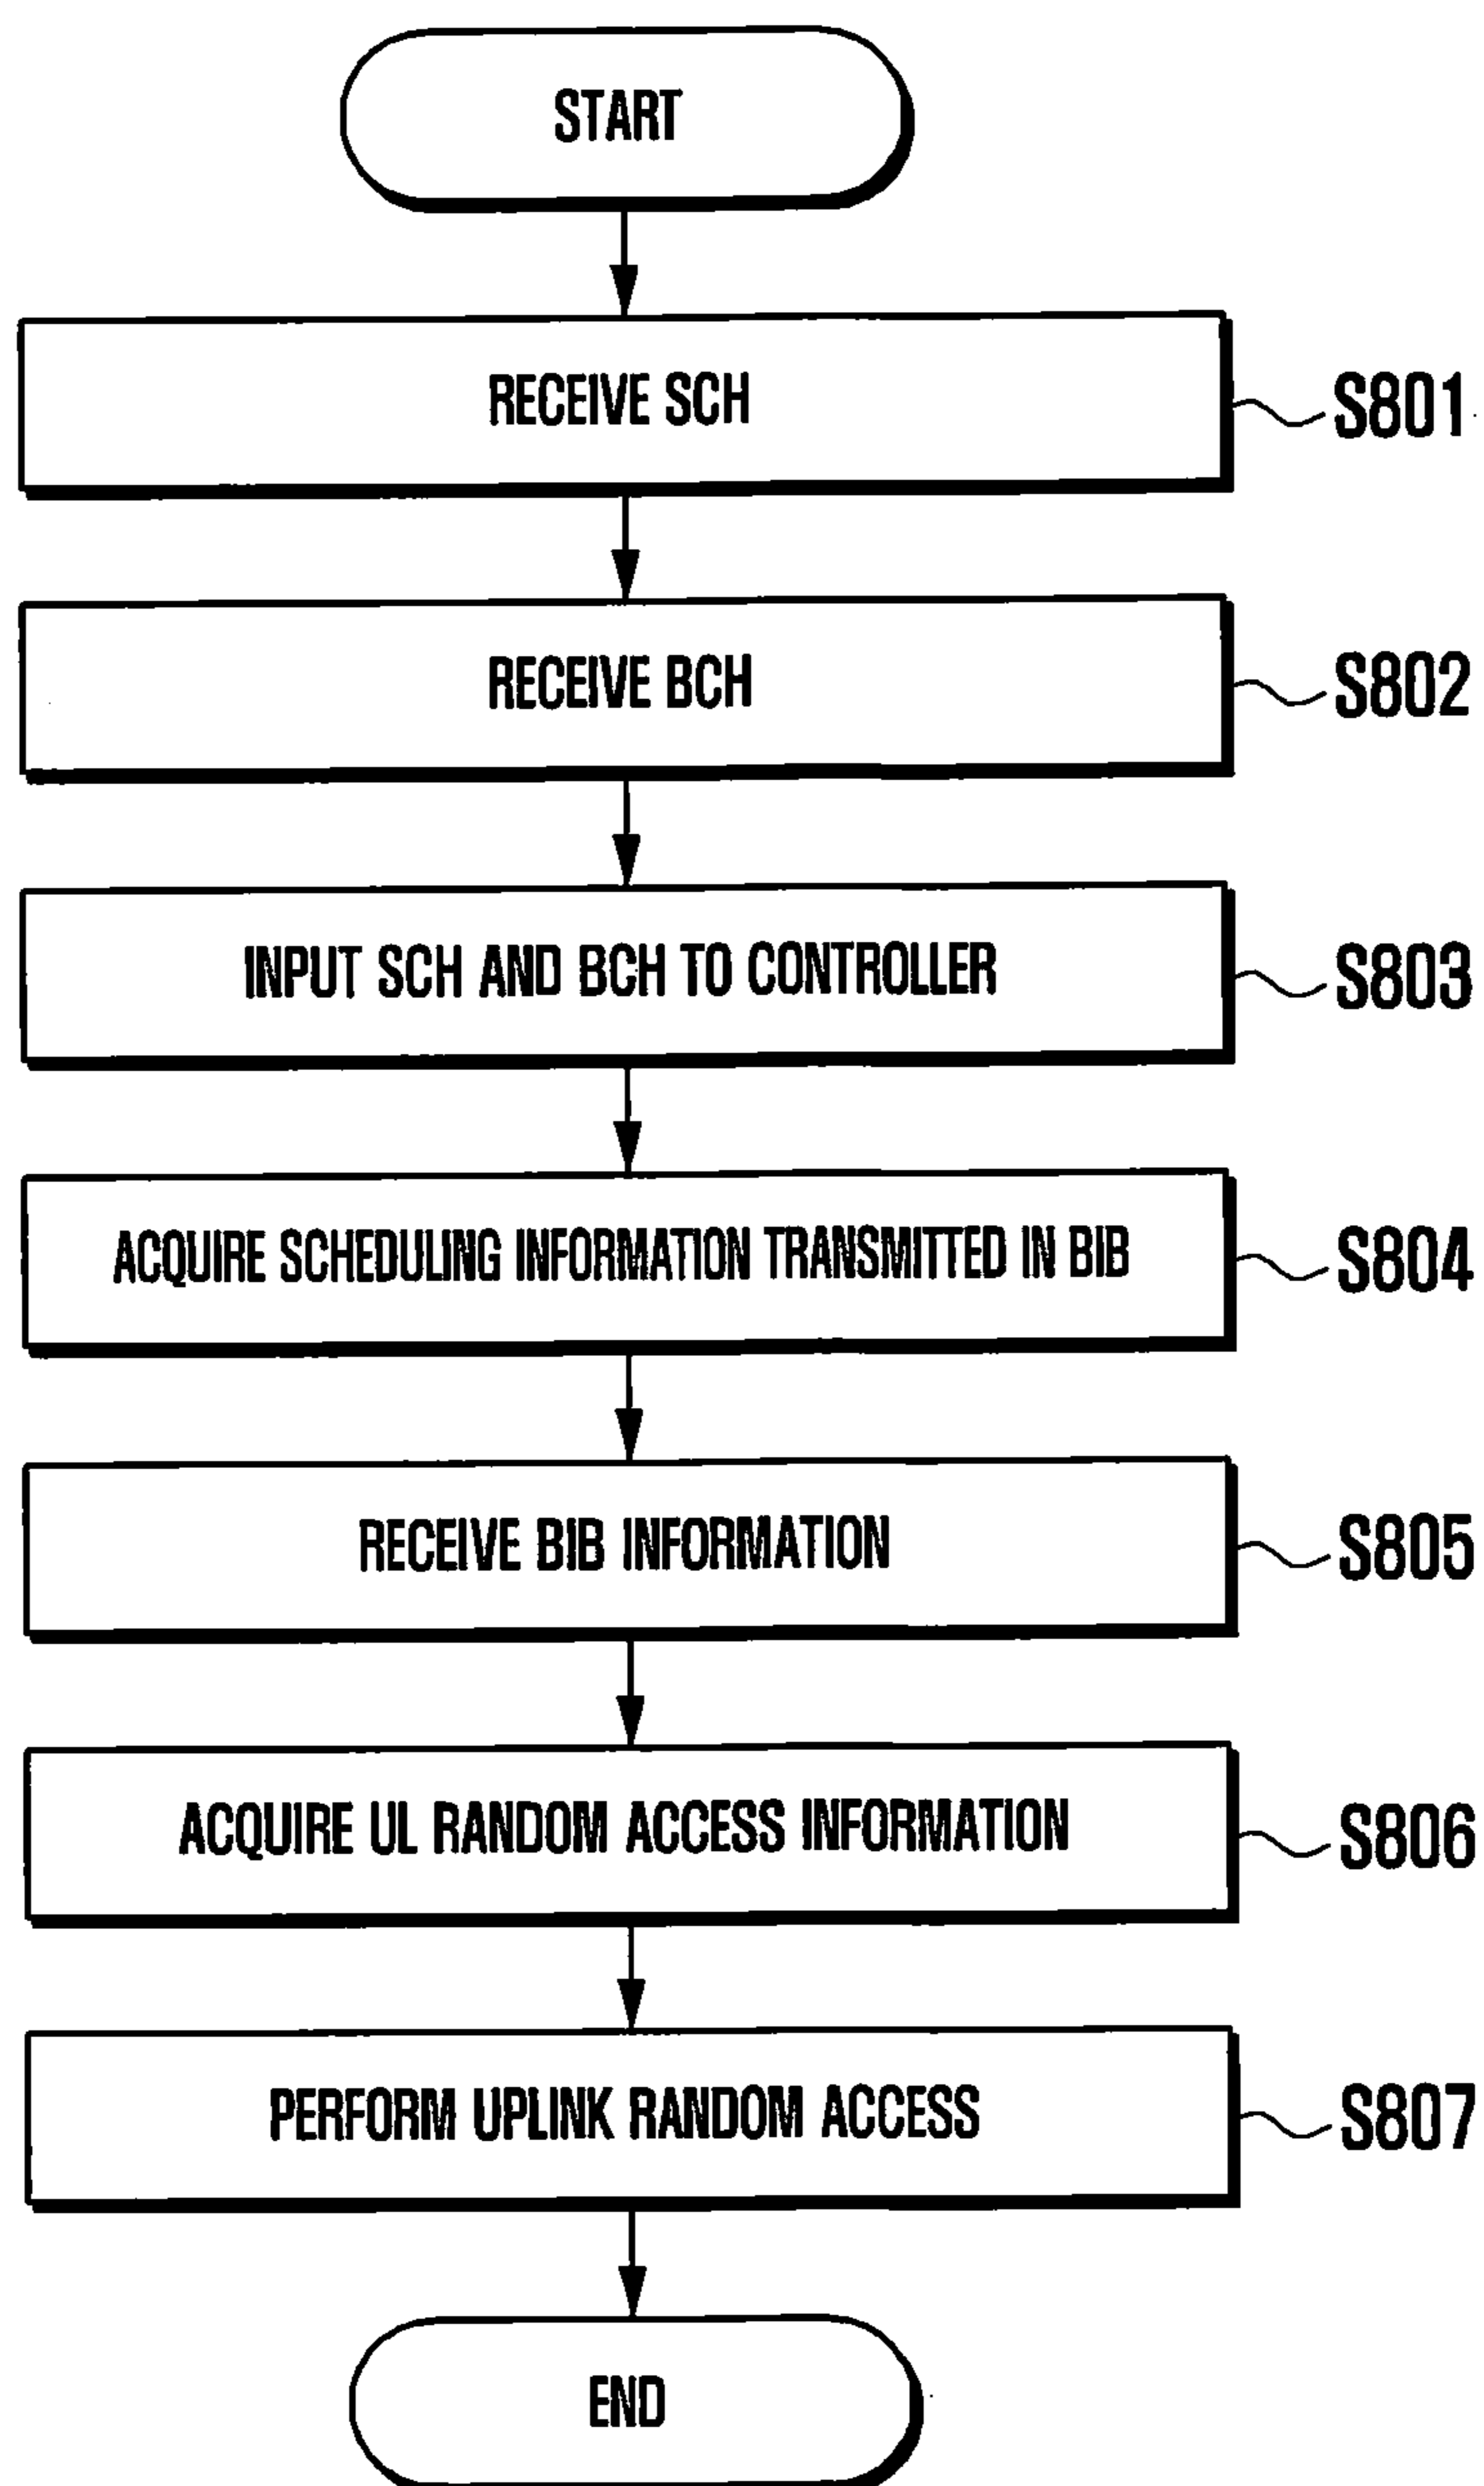 START
RECEIVE SCH
S801
RECEIVE BCH
S802
INPUT SCH AND BCH TO CONTROLLER
S803
ACQUIRE SCHEDULING INFORMATION TRANSMITTED IN BIB
S804
RECEIVE BIB INFORMATION
S805
ACQUIRE UL RANDOM ACCESS INFORMATION
S806
PERFORM UPLINK RANDOM ACCESS
S807
END